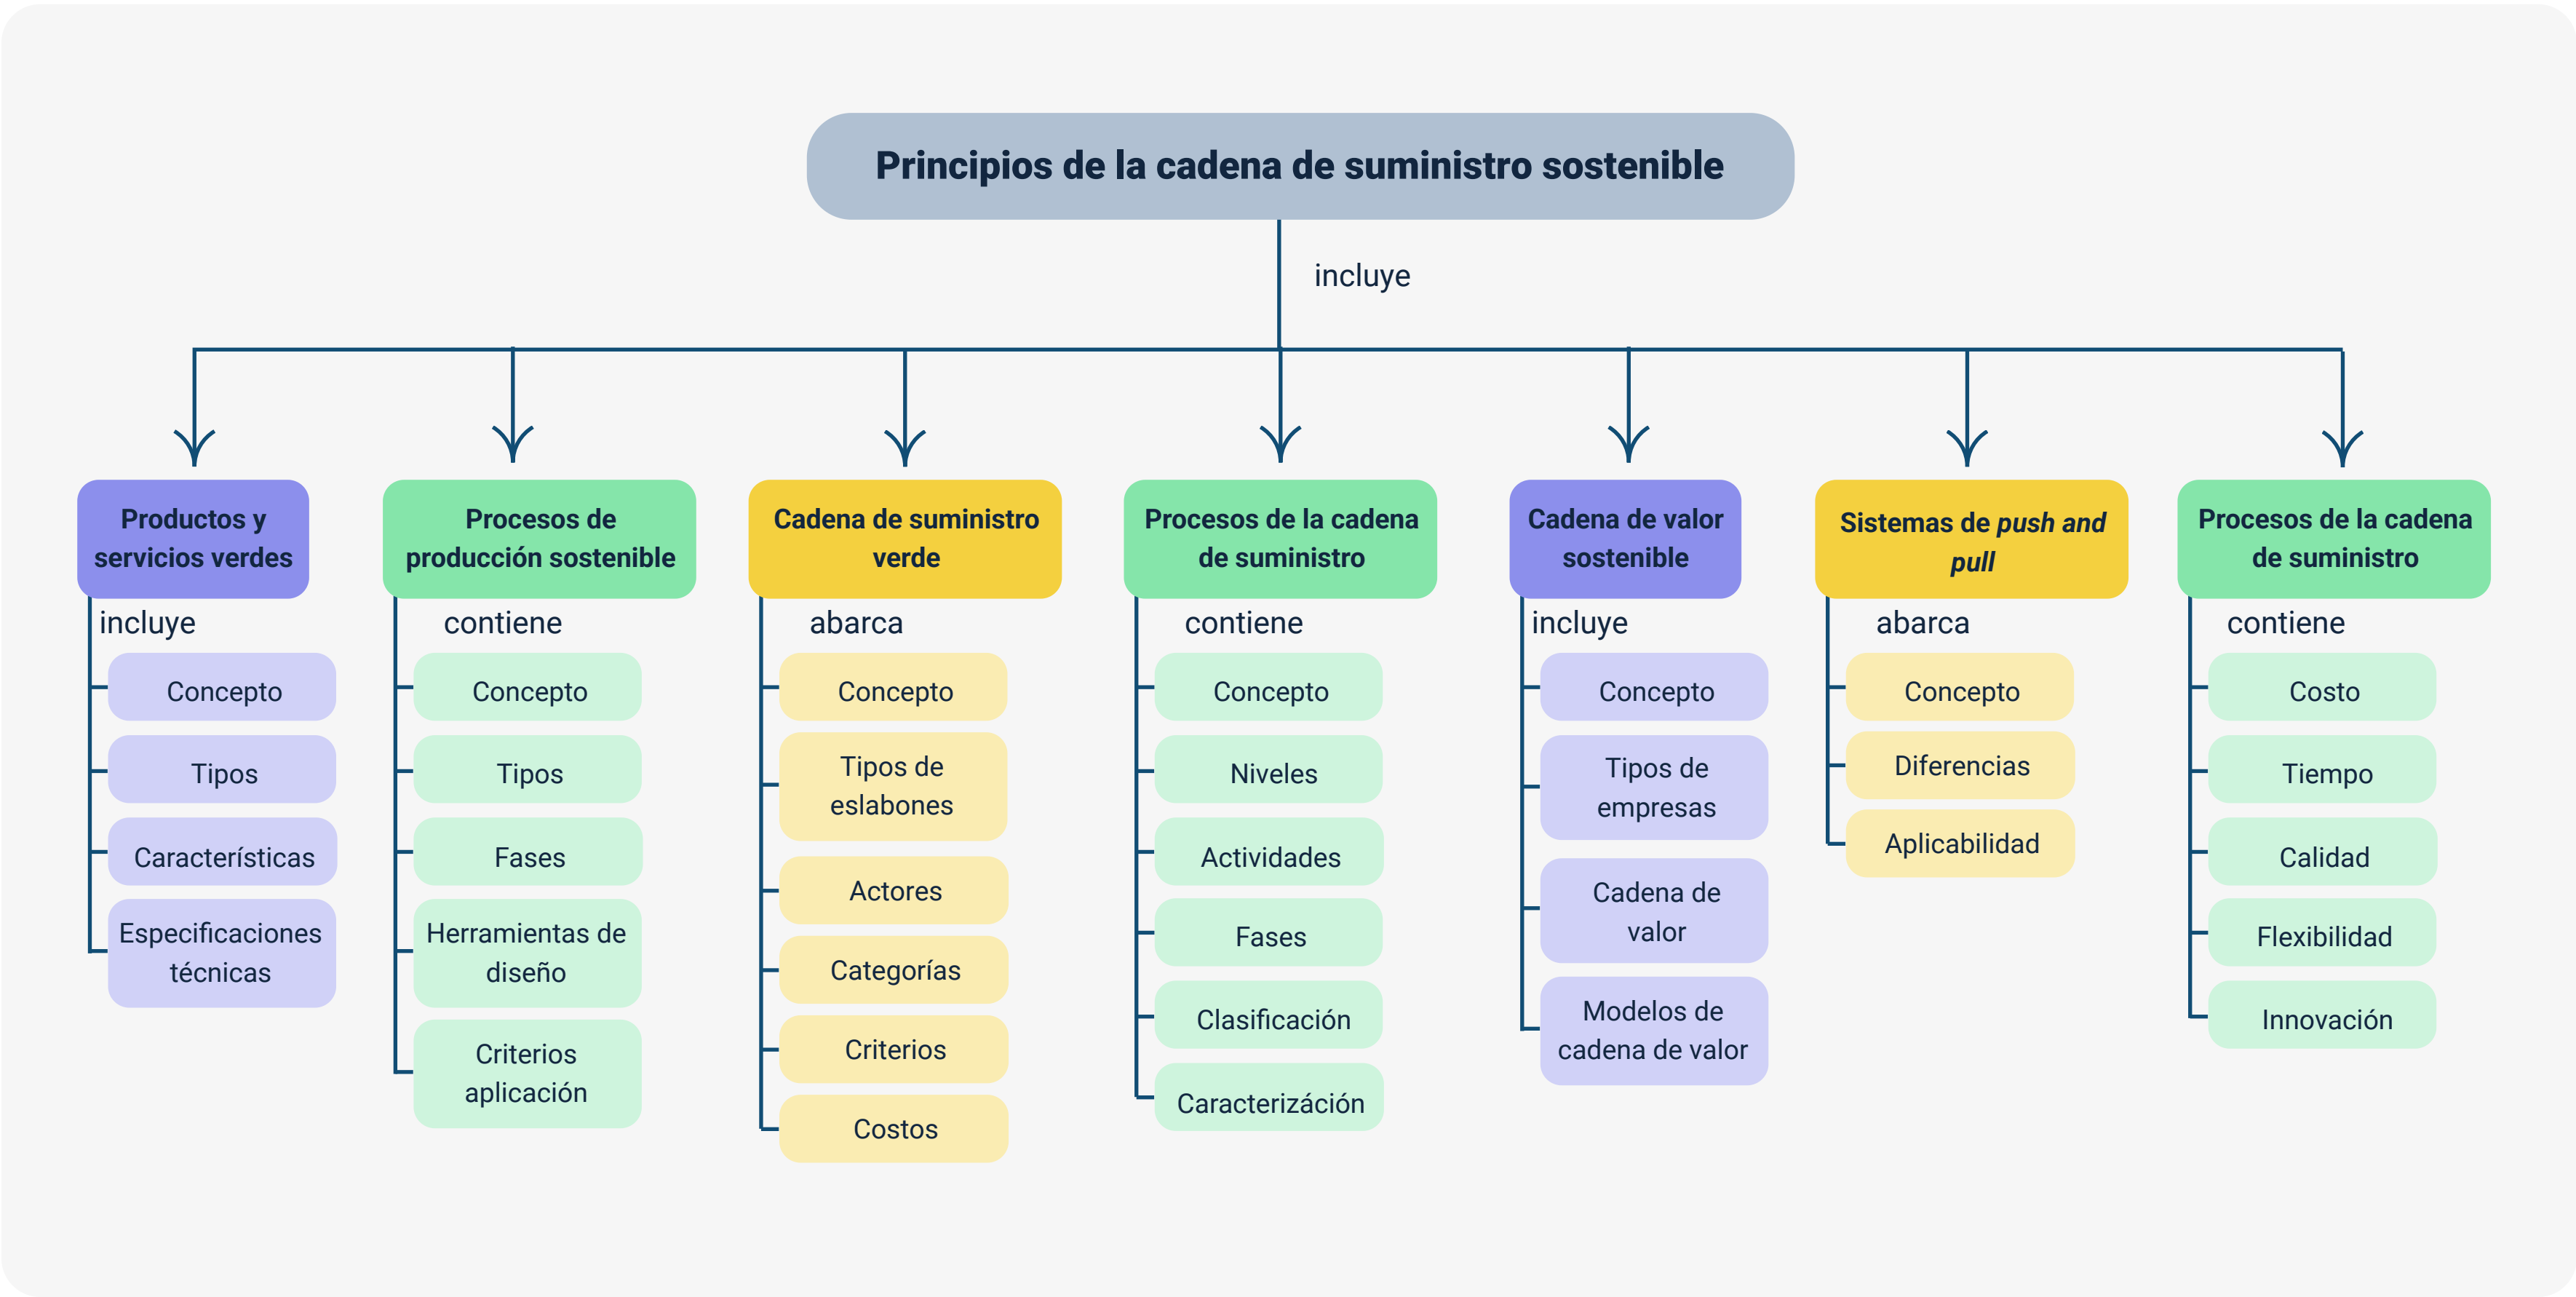 Principios de la cadena de suministro sostenible
incluye
Productos y
servicios verdes
incluye
Concepto
Tipos
Características
Especificaciones
técnicas
Procesos de
producción sostenible
contiene
Concepto
Tipos
Fases
Herramientas de
diseño
Criterios
aplicación
Cadena de suministro
verde
abarca
Concepto
Tipos de
eslabones
Actores
Categorías
Criterios
Costos
Procesos de la cadena
de suministro
contiene
Concepto
Niveles
Actividades
Fases
Clasificación
Caracterizáción
Cadena de valor
sostenible
incluye
Concepto
Tipos de
empresas
Cadena de
valor
Modelos de
cadena de valor
Sistemas de push and
pull
abarca
Concepto
Diferencias
Aplicabilidad
Procesos de la cadena
de suministro
contiene
Costo
Tiempo
Calidad
Flexibilidad
Innovación